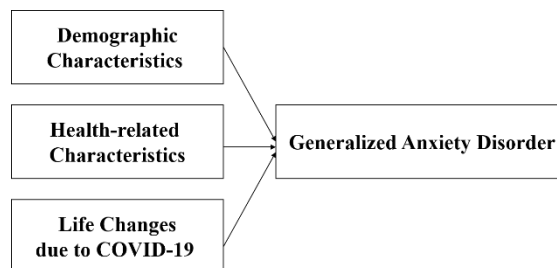 Demographic
Characteristics
Health-related
Characteristics
Generalized Anxiety Disorder
Life Changes
due to COVID-19